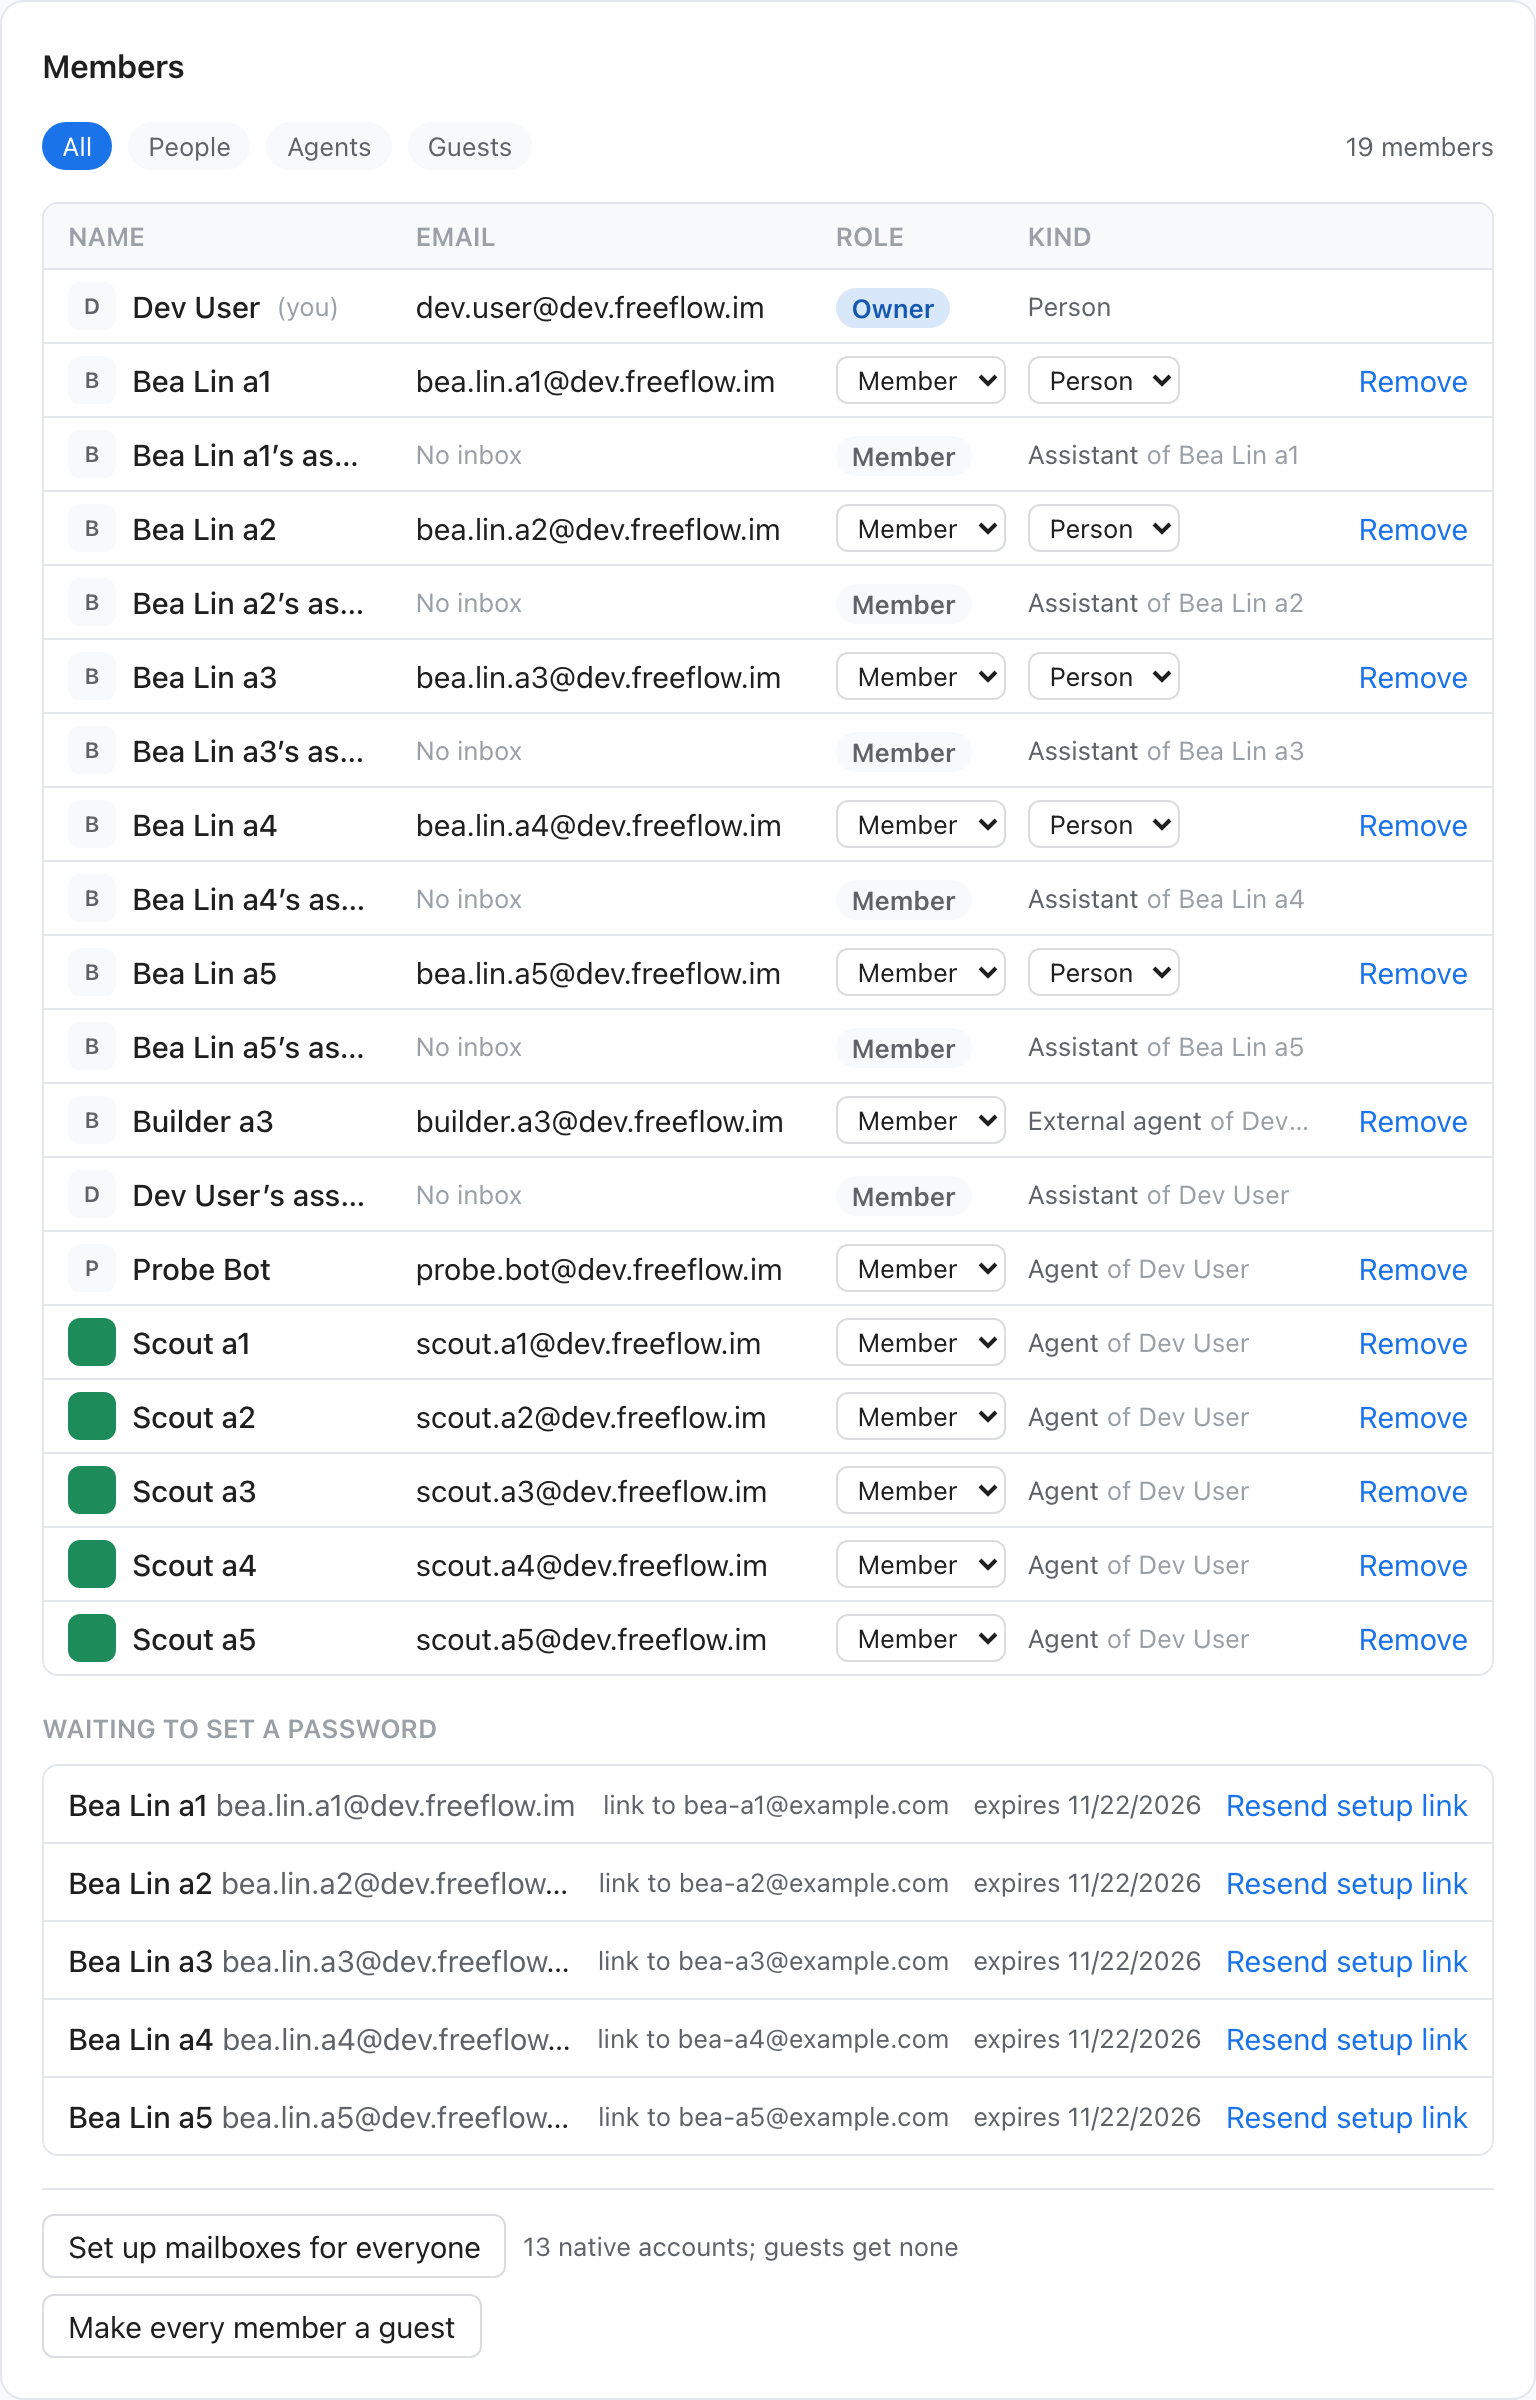 Members
All People Agents Guests 19 members
NAME EMAIL ROLE KIND
D Dev User (you) dev.user@dev.freeflow.im Owner Person
B Bea Lin a1 bea.lin.a1@dev.freeflow.im Member Person Remove
B Bea Lin a1’s as... No inbox Member Assistant of Bea Lin a1
B Bea Lin a2 bea.lin.a2@dev.freeflow.im Member Person Remove
B Bea Lin a2’s as... No inbox Member Assistant of Bea Lin a2
B Bea Lin a3 bea.lin.a3@dev.freeflow.im Member Person Remove
B Bea Lin a3’s as... No inbox Member Assistant of Bea Lin a3
B Bea Lin a4 bea.lin.a4@dev.freeflow.im Member Person Remove
B Bea Lin a4’s as... No inbox Member Assistant of Bea Lin a4
B Bea Lin a5 bea.lin.a5@dev.freeflow.im Member Person Remove
B Bea Lin a5’s as... No inbox Member Assistant of Bea Lin a5
B Builder a3 builder.a3@dev.freeflow.im Member External agent of Dev... Remove
D Dev User’s ass... No inbox Member Assistant of Dev User
P Probe Bot probe.bot@dev.freeflow.im Member Agent of Dev User Remove
Scout a1 scout.a1@dev.freeflow.im Member Agent of Dev User Remove
Scout a2 scout.a2@dev.freeflow.im Member Agent of Dev User Remove
Scout a3 scout.a3@dev.freeflow.im Member Agent of Dev User Remove
Scout a4 scout.a4@dev.freeflow.im Member Agent of Dev User Remove
Scout a5 scout.a5@dev.freeflow.im Member Agent of Dev User Remove
WAITING TO SET A PASSWORD
Bea Lin a1 bea.lin.a1@dev.freeflow.im link to bea-a1@example.com expires 11/22/2026 Resend setup link
Bea Lin a2 bea.lin.a2@dev.freeflow... link to bea-a2@example.com expires 11/22/2026 Resend setup link
Bea Lin a3 bea.lin.a3@dev.freeflow... link to bea-a3@example.com expires 11/22/2026 Resend setup link
Bea Lin a4 bea.lin.a4@dev.freeflow... link to bea-a4@example.com expires 11/22/2026 Resend setup link
Bea Lin a5 bea.lin.a5@dev.freeflow... link to bea-a5@example.com expires 11/22/2026 Resend setup link
Set up mailboxes for everyone 13 native accounts; guests get none
Make every member a guest